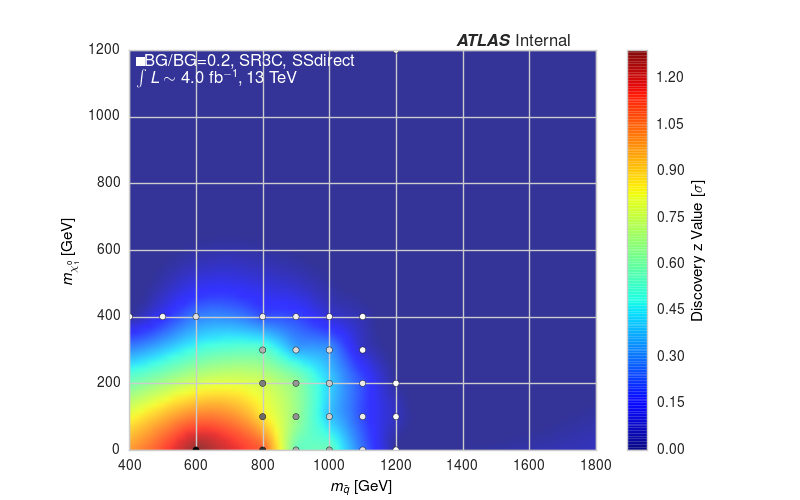 ATLAS Internal
■BG/BG=0.2, SR3C, SSdirect
∫ L ∼ 4.0 fb⁻¹, 13 TeV
1200
1000
800
600
400
200
0
m_χ̃₁⁰ [GeV]
400 600 800 1000 1200 1400 1600 1800
m_q̃ [GeV]
1.20
1.05
0.90
0.75
0.60
0.45
0.30
0.15
0.00
Discovery z Value [σ]